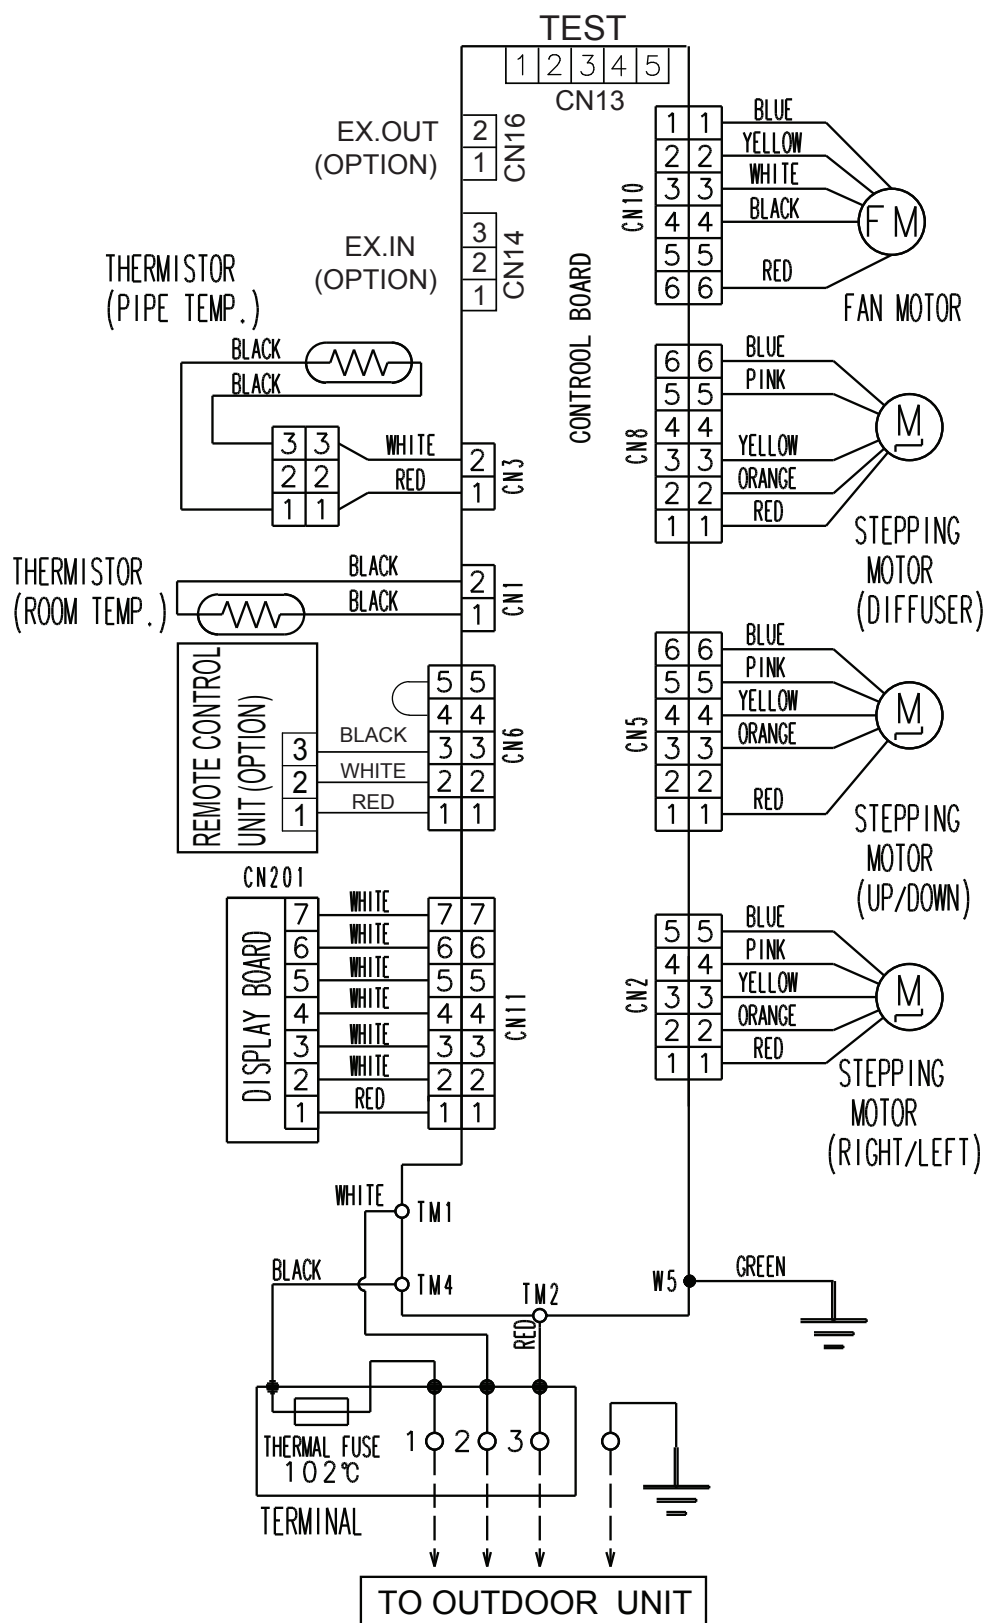 TEST
1 2 3 4 5
CN13
EX.OUT
(OPTION)
2
1
CN16
EX.IN
(OPTION)
3
2
1
CN14
THERMISTOR
(PIPE TEMP.)
BLACK
BLACK
3 3
2 2
1 1
WHITE
RED
2
1
CN3
THERMISTOR
(ROOM TEMP.)
BLACK
BLACK
2
1
CN1
REMOTE CONTROL
UNIT (OPTION)
3
2
1
BLACK
WHITE
RED
5 5
4 4
3 3
2 2
1 1
CN6
CN201
DISPLAY BOARD
7
6
5
4
3
2
1
WHITE
WHITE
WHITE
WHITE
WHITE
WHITE
RED
7 7
6 6
5 5
4 4
3 3
2 2
1 1
CN11
CONTROOL BOARD
CN10
1 1
2 2
3 3
4 4
5 5
6 6
BLUE
YELLOW
WHITE
BLACK
RED
FM
FAN MOTOR
CN8
6 6
5 5
4 4
3 3
2 2
1 1
BLUE
PINK
YELLOW
ORANGE
RED
M
STEPPING
MOTOR
(DIFFUSER)
CN5
6 6
5 5
4 4
3 3
2 2
1 1
BLUE
PINK
YELLOW
ORANGE
RED
M
STEPPING
MOTOR
(UP/DOWN)
CN2
5 5
4 4
3 3
2 2
1 1
BLUE
PINK
YELLOW
ORANGE
RED
M
STEPPING
MOTOR
(RIGHT/LEFT)
WHITE
TM1
BLACK
TM4
TM2
RED
W5
GREEN
THERMAL FUSE
102℃
1 2 3
TERMINAL
TO OUTDOOR UNIT